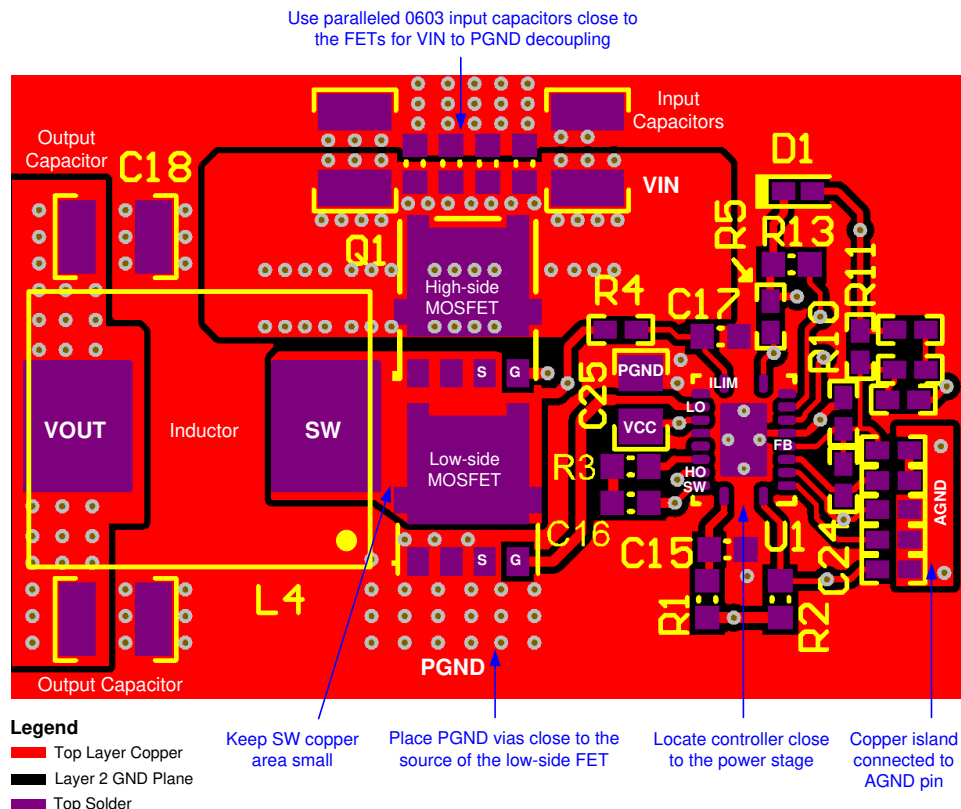 Use paralleled 0603 input capacitors close to
the FETs for VIN to PGND decoupling
Output
Capacitor
C18
Input
Capacitors
VIN
D1
R5
R13
R11
Q1
High-side
MOSFET
R4
C17
R10
S
G
C25
PGND
ILIM
LO
VCC
FB
VOUT
Inductor
SW
Low-side
MOSFET
R3
HO
SW
AGND
C16
C15
U1
C24
S
G
L4
R1
R2
PGND
Output Capacitor
Legend
Top Layer Copper
Layer 2 GND Plane
Top Solder
Keep SW copper
area small
Place PGND vias close to the
source of the low-side FET
Locate controller close
to the power stage
Copper island
connected to
AGND pin